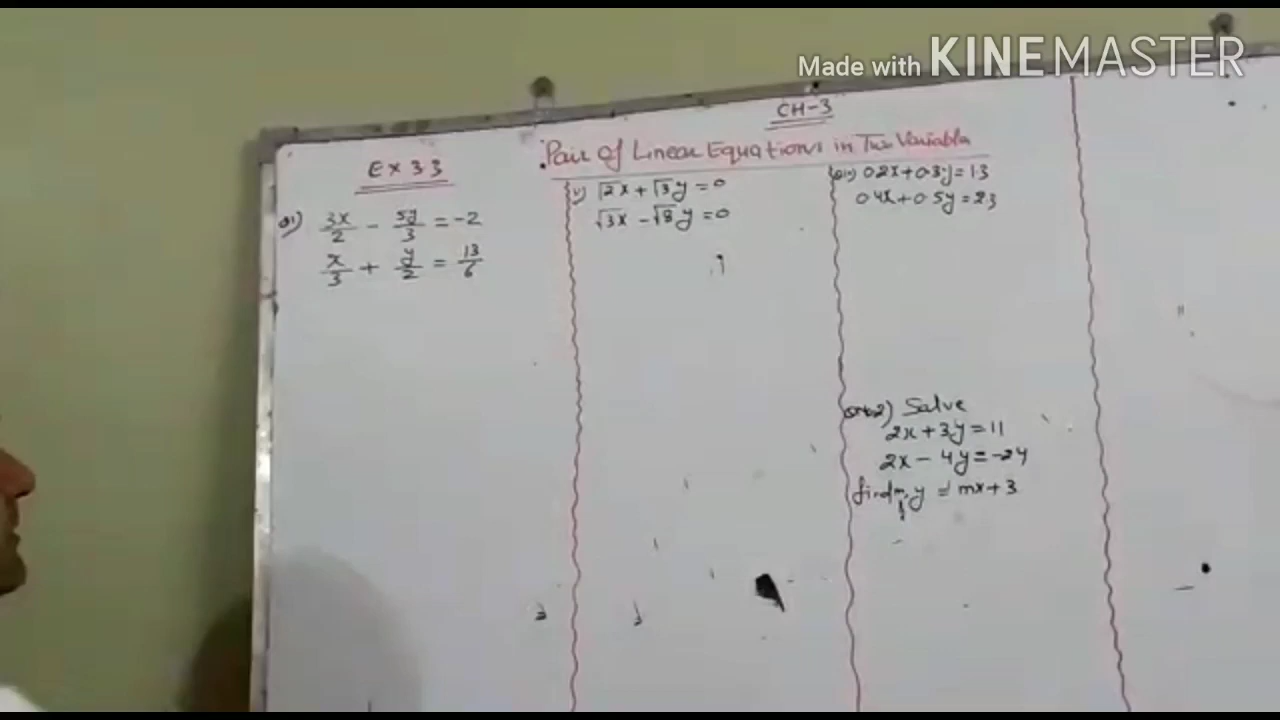 Made with KINEMASTER
CH-3
Pair Of Linear Equations in Two Variable
Ex 3.3
3x/2 - 5y/3 = -2
x/3 + y/2 = 13/6
v) √2x + √3y = 0
√3x - √8y = 0
0.2x + 0.3y = 1.3
0.4x + 0.5y = 2.3
2) Solve
2x + 3y = 11
2x - 4y = -24
find m, y = mx + 3